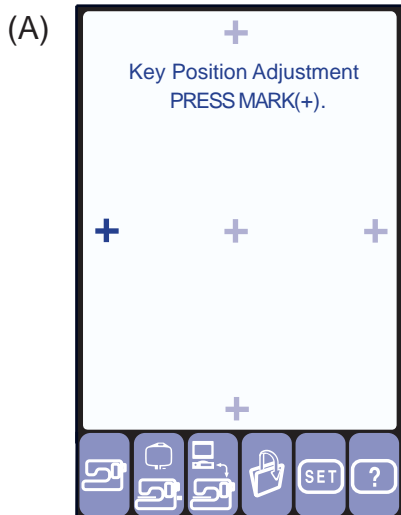 (A)
Key Position Adjustment
PRESS MARK(+).
SET ?